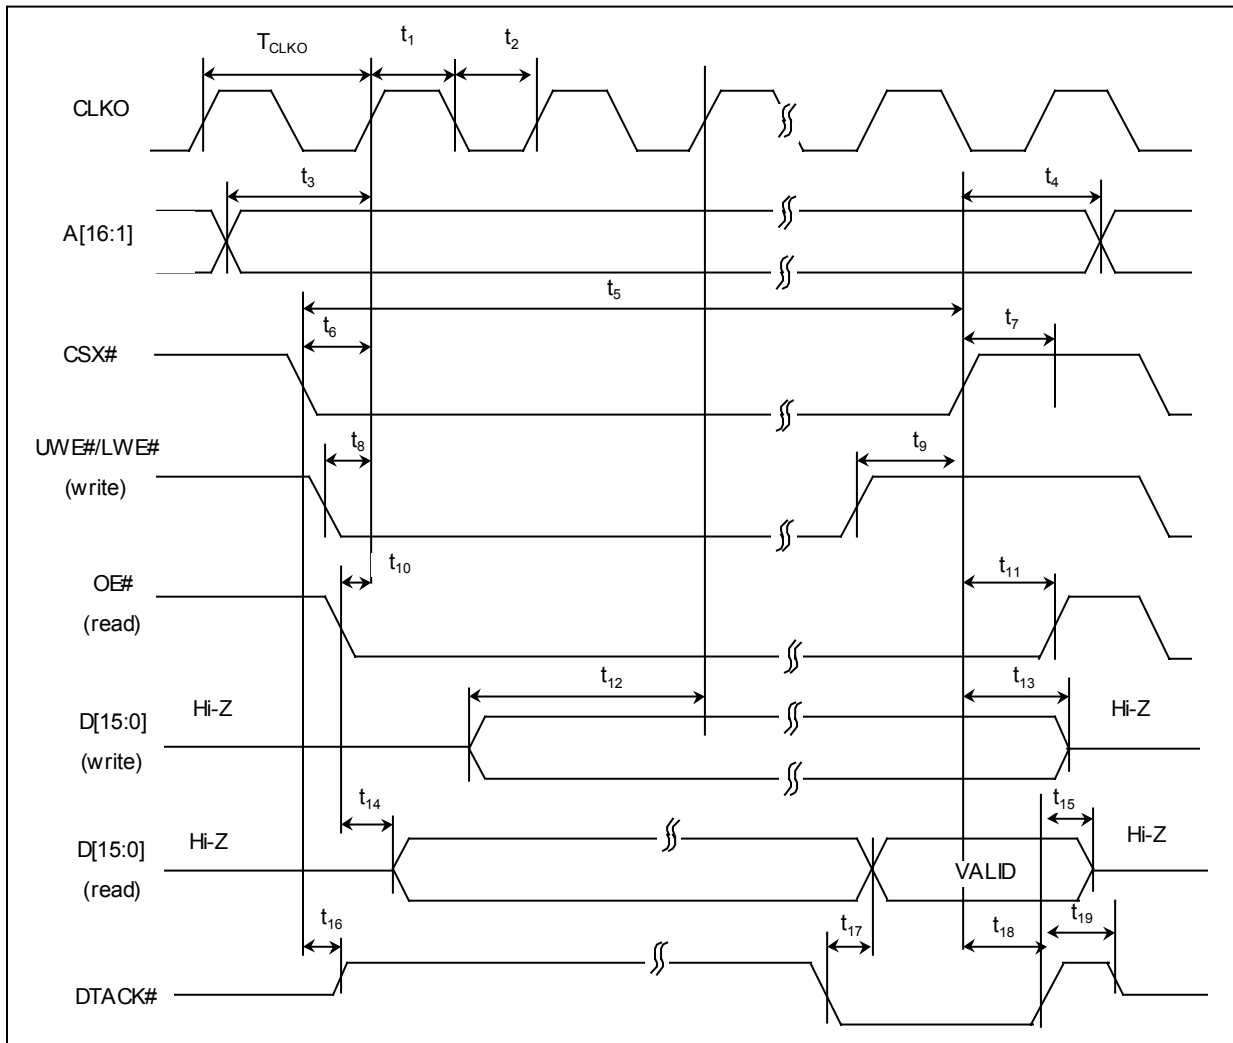 T_CLKO t_1 t_2
CLKO
t_3 t_4
A[16:1]
t_5
t_6 t_7
CSX#
UWE#/LWE# t_8 t_9
(write)
OE# t_10 t_11
(read)
t_12 t_13
Hi-Z Hi-Z
D[15:0]
(write)
t_14 t_15
Hi-Z Hi-Z
D[15:0] VALID
(read)
t_16 t_17 t_18 t_19
DTACK#